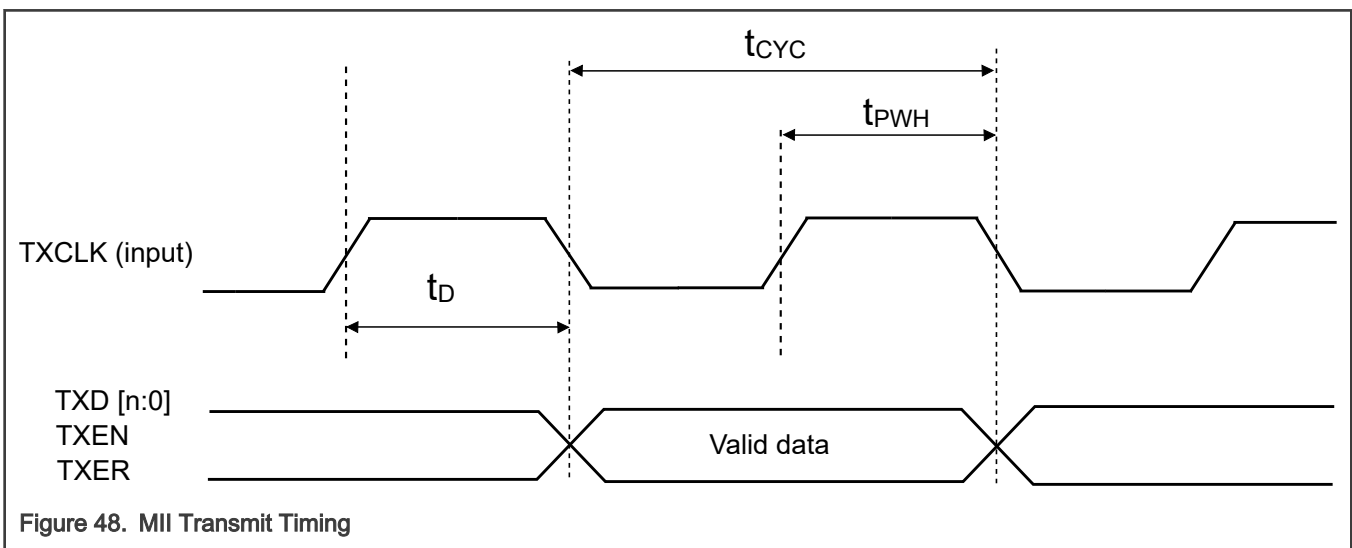 tCYC
tPWH
TXCLK (input)
tD
TXD [n:0]
TXEN
Valid data
TXER
Figure 48. MII Transmit Timing